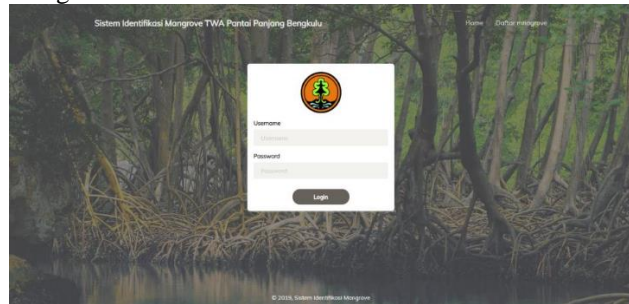 Sistem Identifikasi Mangrove TWA Pantai Panjang Bengkulu
Home Daftar mangrove
Username
Username
Password
Password
Login
© 2019, Sistem Identifikasi Mangrove